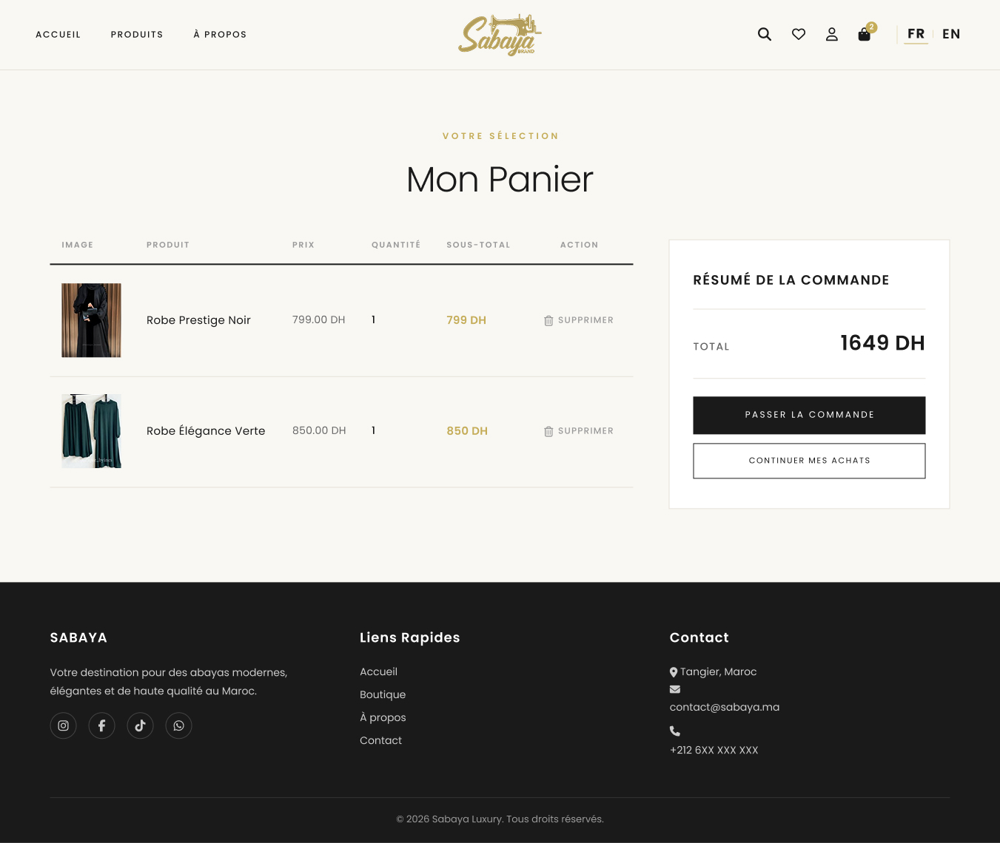 ACCUEIL PRODUITS À PROPOS
Sabaya
BRAND
2
FR EN
VOTRE SÉLECTION
Mon Panier
IMAGE PRODUIT PRIX QUANTITÉ SOUS-TOTAL ACTION
Robe Prestige Noir 799.00 DH 1 799 DH SUPPRIMER
Robe Élégance Verte 850.00 DH 1 850 DH SUPPRIMER
RÉSUMÉ DE LA COMMANDE
TOTAL 1649 DH
PASSER LA COMMANDE
CONTINUER MES ACHATS
SABAYA
Votre destination pour des abayas modernes,
élégantes et de haute qualité au Maroc.
Liens Rapides
Accueil
Boutique
À propos
Contact
Contact
Tangier, Maroc
contact@sabaya.ma
+212 6XX XXX XXX
© 2026 Sabaya Luxury. Tous droits réservés.